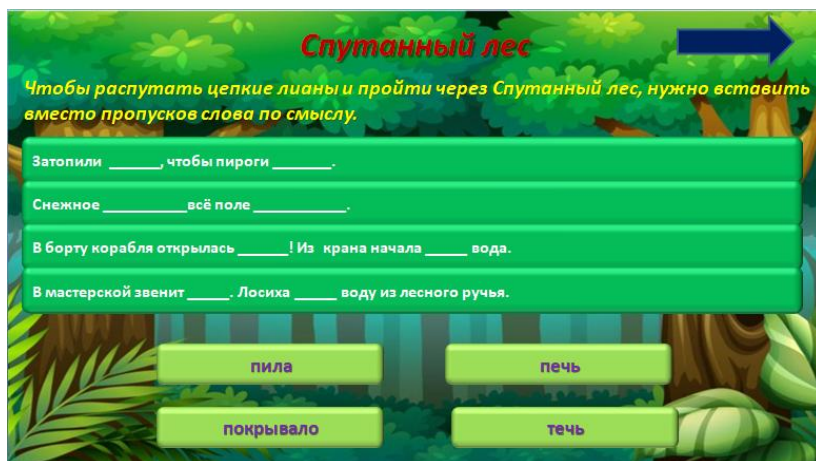 Спутанный лес
Чтобы распутать цепкие лианы и пройти через Спутанный лес, нужно вставить
вместо пропусков слова по смыслу.
Затопили ______, чтобы пироги _______.
Снежное __________всё поле ___________.
В борту корабля открылась ______! Из крана начала _____ вода.
В мастерской звенит _____. Лосиха _____ воду из лесного ручья.
пила
печь
покрывало
течь